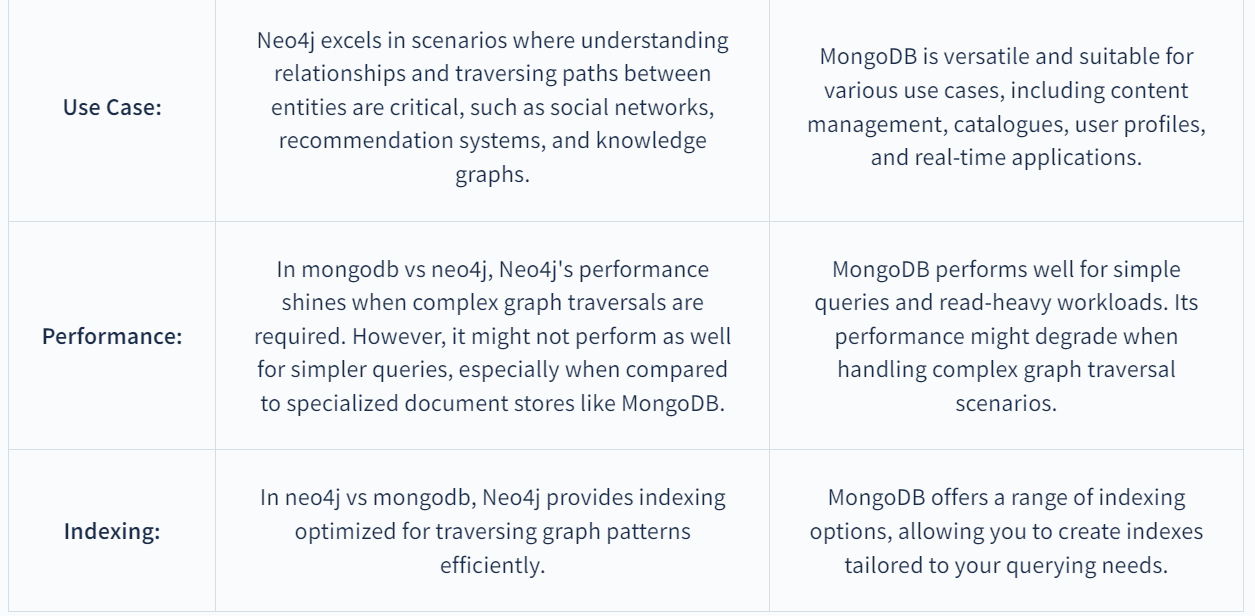 Use Case:
Neo4j excels in scenarios where understanding
relationships and traversing paths between
entities are critical, such as social networks,
recommendation systems, and knowledge
graphs.
MongoDB is versatile and suitable for
various use cases, including content
management, catalogues, user profiles,
and real-time applications.
Performance:
In mongodb vs neo4j, Neo4j's performance
shines when complex graph traversals are
required. However, it might not perform as well
for simpler queries, especially when compared
to specialized document stores like MongoDB.
MongoDB performs well for simple
queries and read-heavy workloads. Its
performance might degrade when
handling complex graph traversal
scenarios.
Indexing:
In neo4j vs mongodb, Neo4j provides indexing
optimized for traversing graph patterns
efficiently.
MongoDB offers a range of indexing
options, allowing you to create indexes
tailored to your querying needs.